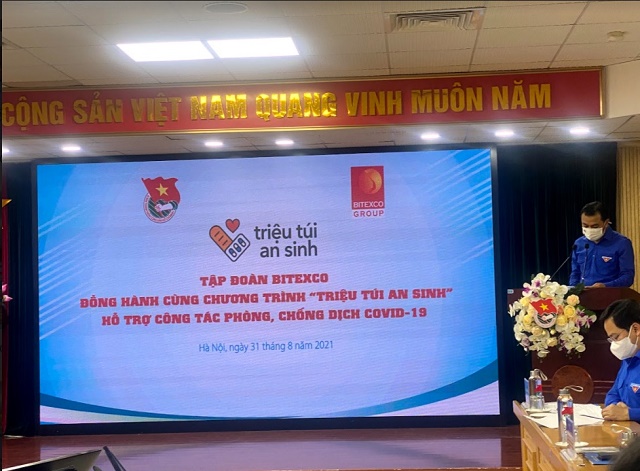 CỘNG SẢN VIỆT NAM QUANG VINH MUÔN NĂM
BITEXCO
GROUP
triệu túi
an sinh
TẬP ĐOÀN BITEXCO
ĐỒNG HÀNH CÙNG CHƯƠNG TRÌNH “TRIỆU TÚI AN SINH”
HỖ TRỢ CÔNG TÁC PHÒNG, CHỐNG DỊCH COVID-19
Hà Nội, ngày 31 tháng 8 năm 2021